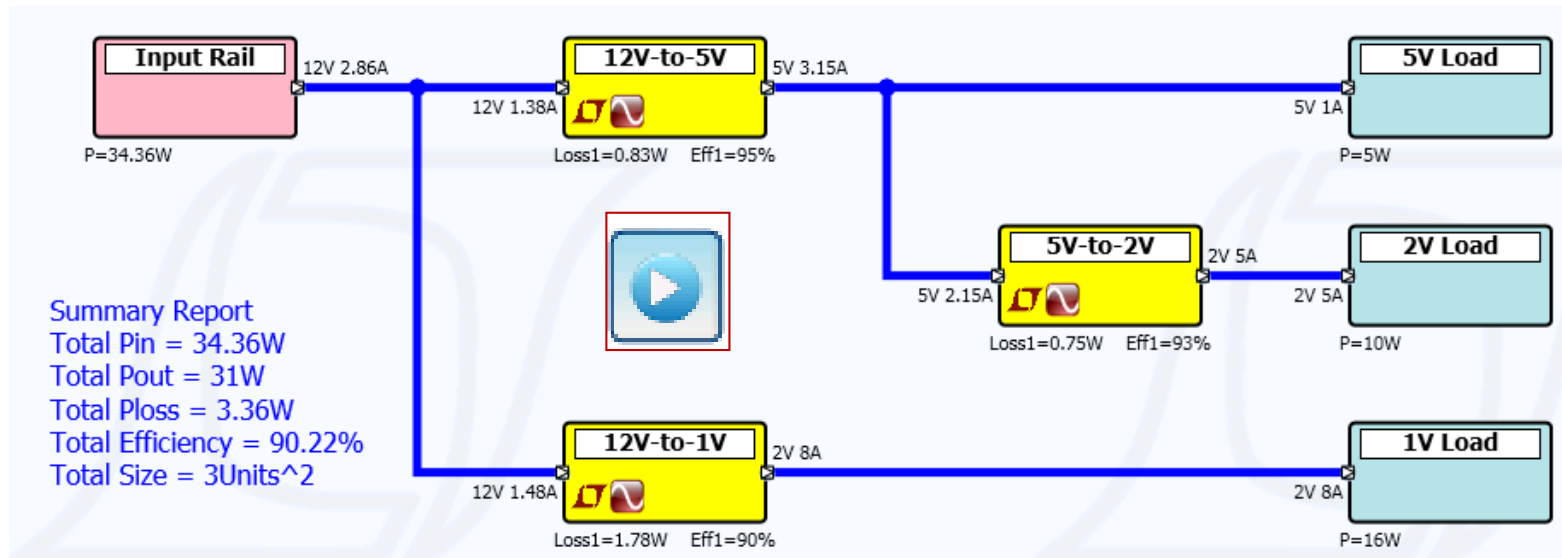 Input Rail
12V 2.86A
P=34.36W
12V-to-5V
12V 1.38A
5V 3.15A
Loss1=0.83W Eff1=95%
5V Load
5V 1A
P=5W
5V-to-2V
5V 2.15A
2V 5A
Loss1=0.75W Eff1=93%
2V Load
2V 5A
P=10W
Summary Report
Total Pin = 34.36W
Total Pout = 31W
Total Ploss = 3.36W
Total Efficiency = 90.22%
Total Size = 3Units^2
12V-to-1V
12V 1.48A
2V 8A
Loss1=1.78W Eff1=90%
1V Load
2V 8A
P=16W